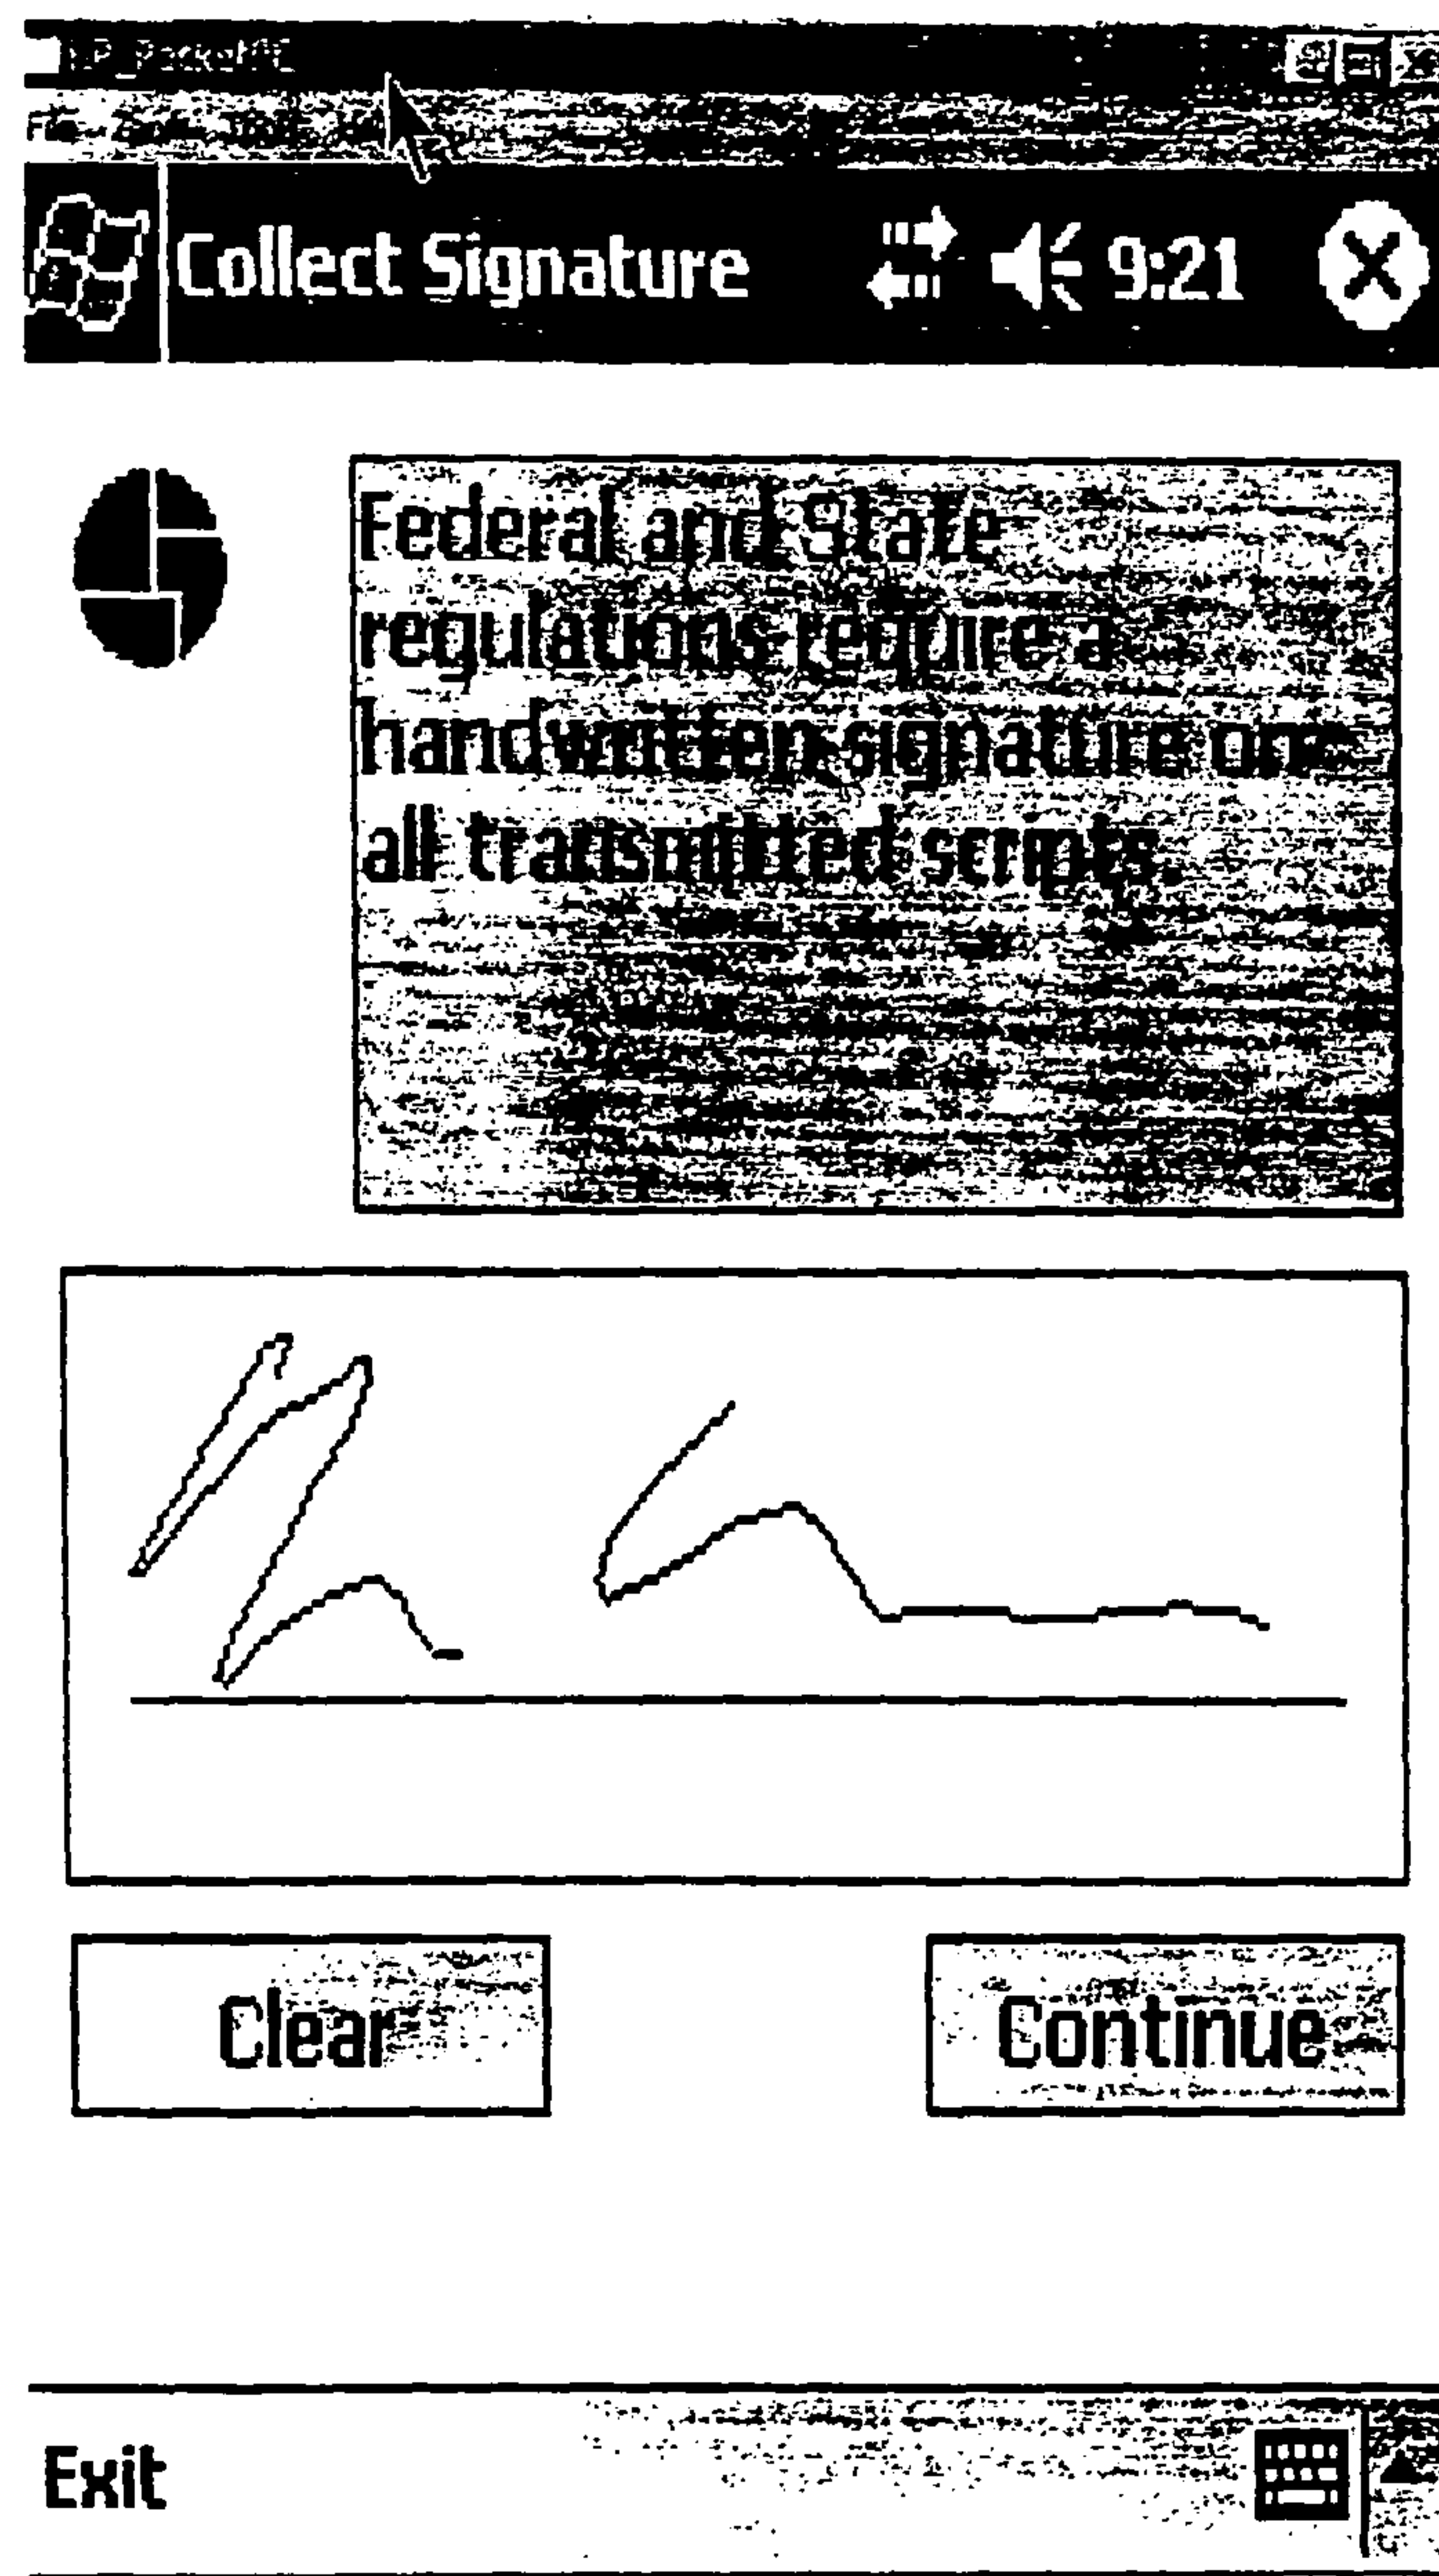 Collect Signature 9:21
Federal and State
regulations require a
handwritten signature on
all transmitted scripts.
Clear Continue
Exit